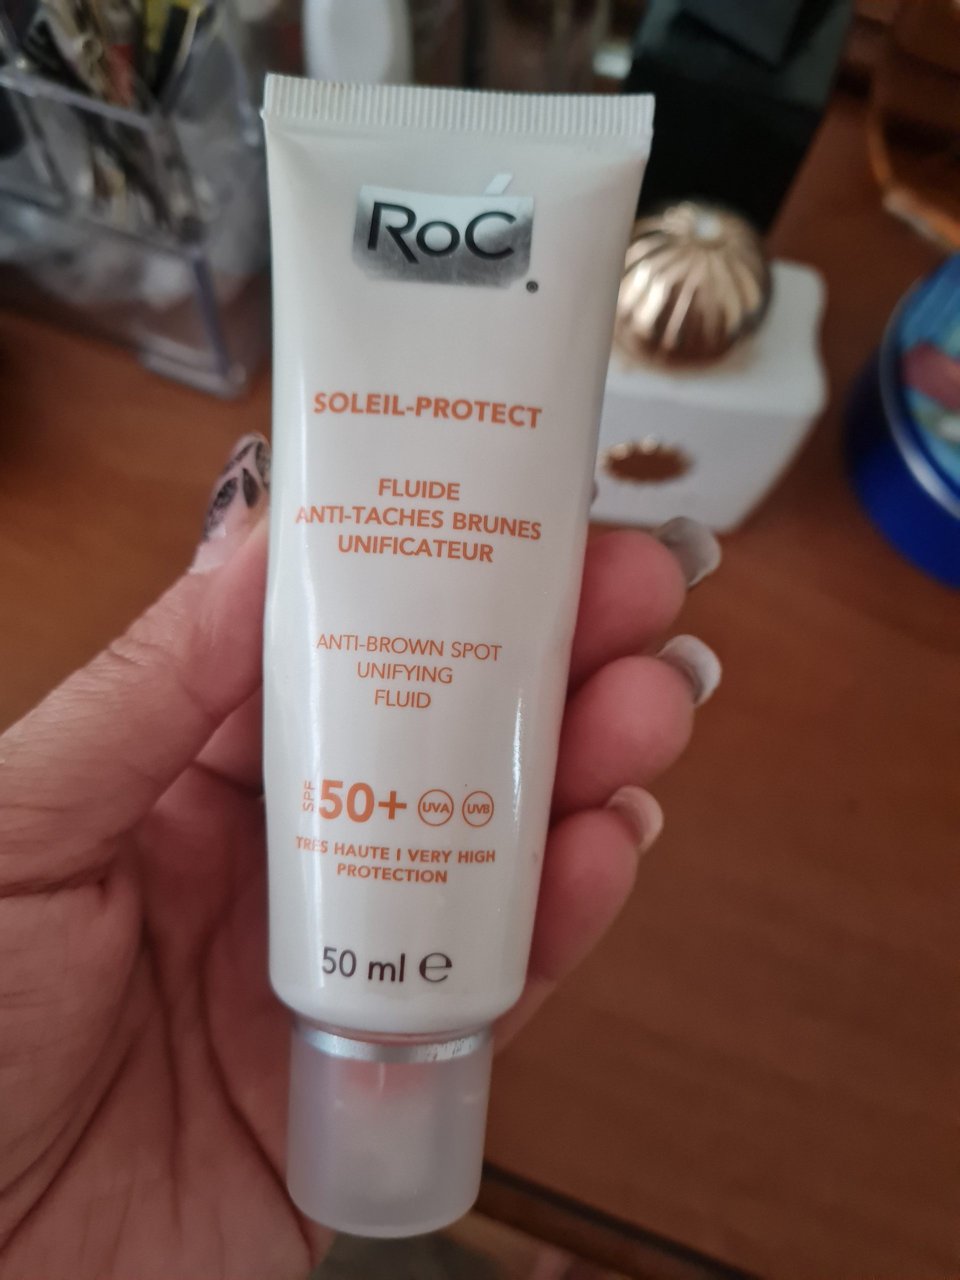 RoC
SOLEIL-PROTECT
FLUIDE
ANTI-TACHES BRUNES
UNIFICATEUR
ANTI-BROWN SPOT
UNIFYING
FLUID
SPF 50+ UVA UVB
TRES HAUTE | VERY HIGH
PROTECTION
50 ml ℮